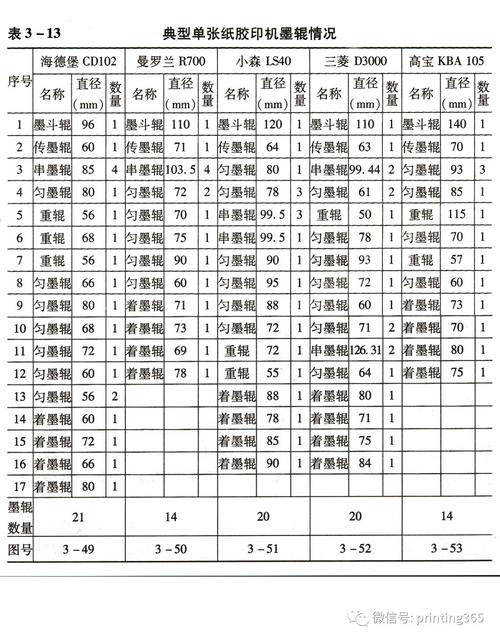 表 3-13 典型单张纸胶印机墨辊情况
序号 海德堡 CD102 曼罗兰 R700 小森 LS40 三菱 D3000 高宝 KBA 105
名称 直径(mm) 数量 名称 直径(mm) 数量 名称 直径(mm) 数量 名称 直径(mm) 数量 名称 直径(mm) 数量
1 墨斗辊 96 1 墨斗辊 110 1 墨斗辊 120 1 墨斗辊 110 1 墨斗辊 140 1
2 传墨辊 60 1 传墨辊 71 1 传墨辊 64 1 传墨辊 63 1 传墨辊 70 1
3 串墨辊 85 4 串墨辊 103.5 4 匀墨辊 80 1 串墨辊 99.44 2 匀墨辊 93 3
4 匀墨辊 80 1 匀墨辊 72 2 匀墨辊 78 3 匀墨辊 61 2 匀墨辊 85 1
5 重辊 56 1 匀墨辊 70 1 串墨辊 99.5 3 重辊 50 1 重辊 115 1
6 重辊 68 1 匀墨辊 75 1 串墨辊 99.5 1 匀墨辊 78 1 匀墨辊 70 1
7 重辊 56 1 匀墨辊 90 1 匀墨辊 90 1 匀墨辊 93 1 重辊 57 1
8 匀墨辊 66 1 匀墨辊 60 1 匀墨辊 95 1 匀墨辊 72 1 匀墨辊 60 1
9 匀墨辊 80 1 着墨辊 71 1 匀墨辊 88 1 匀墨辊 60 1 着墨辊 73 1
10 匀墨辊 68 1 着墨辊 73 1 匀墨辊 72 1 匀墨辊 71 2 着墨辊 70 1
11 匀墨辊 72 1 着墨辊 69 1 重辊 72 1 串墨辊 126.31 2 着墨辊 80 1
12 匀墨辊 60 1 着墨辊 78 1 重辊 55 1 匀墨辊 64 1 着墨辊 75 1
13 匀墨辊 56 2 着墨辊 88 1 着墨辊 80 1
14 着墨辊 60 1 着墨辊 78 1 着墨辊 71 1
15 着墨辊 72 1 着墨辊 85 1 着墨辊 75 1
16 着墨辊 66 1 着墨辊 90 1 着墨辊 84 1
17 着墨辊 80 1
墨辊数量 21 14 20 20 14
图号 3-49 3-50 3-51 3-52 3-53
微信号: printing365